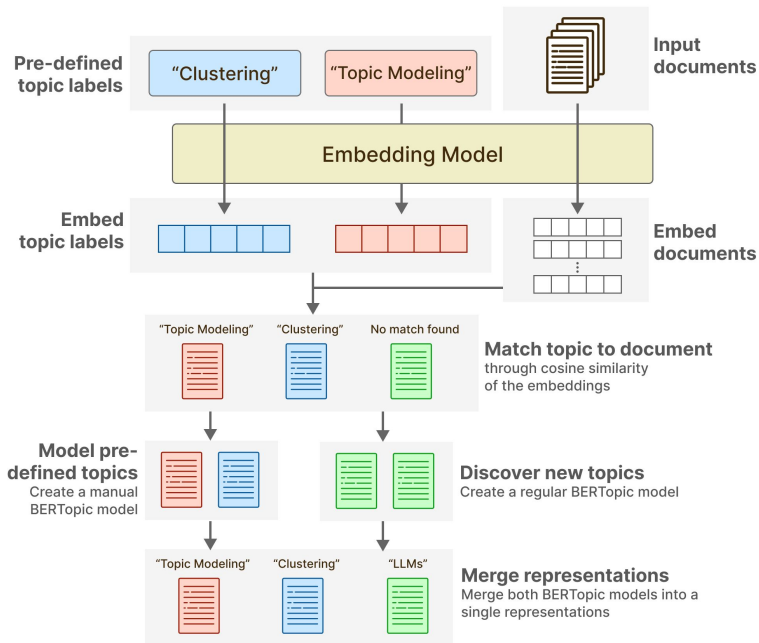 Pre-defined
topic labels
“Clustering”
“Topic Modeling”
Input
documents
Embedding Model
Embed
topic labels
Embed
documents
“Topic Modeling”
“Clustering”
No match found
Match topic to document
through cosine similarity
of the embeddings
Model pre-
defined topics
Create a manual
BERTopic model
Discover new topics
Create a regular BERTopic model
“Topic Modeling”
“Clustering”
“LLMs”
Merge representations
Merge both BERTopic models into a
single representations